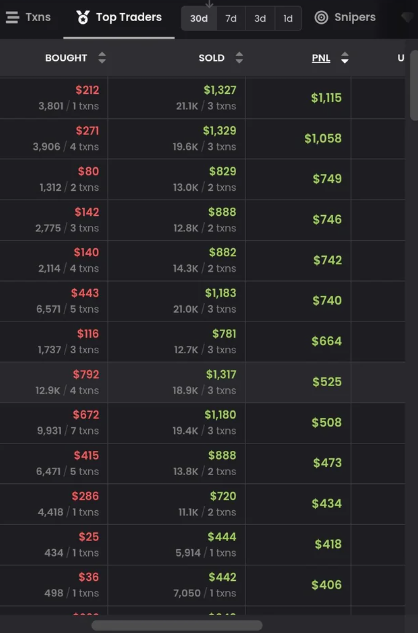 Txns Top Traders 30d 7d 3d 1d Snipers
BOUGHT SOLD PNL U
$212 $1,327 $1,115
3,801 / 1 txns 21.1K / 3 txns
$271 $1,329 $1,058
3,906 / 4 txns 19.6K / 3 txns
$80 $829 $749
1,312 / 2 txns 13.0K / 2 txns
$142 $888 $746
2,775 / 3 txns 12.8K / 2 txns
$140 $882 $742
2,114 / 4 txns 14.3K / 2 txns
$443 $1,183 $740
6,571 / 5 txns 21.0K / 3 txns
$116 $781 $664
1,737 / 3 txns 12.7K / 3 txns
$792 $1,317 $525
12.9K / 4 txns 18.9K / 3 txns
$672 $1,180 $508
9,931 / 7 txns 19.4K / 3 txns
$415 $888 $473
6,471 / 5 txns 13.8K / 2 txns
$286 $720 $434
4,418 / 1 txns 11.1K / 2 txns
$25 $444 $418
434 / 1 txns 5,914 / 1 txns
$36 $442 $406
498 / 1 txns 7,050 / 1 txns